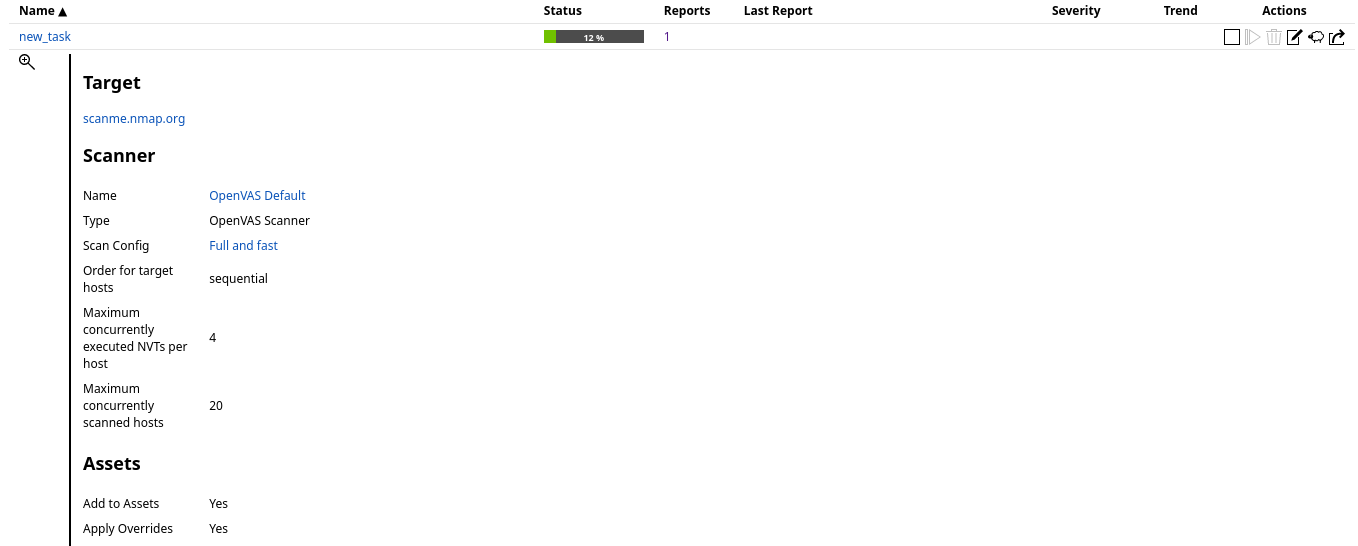 Name ▲ Status Reports Last Report Severity Trend Actions
new_task 12 % 1
Target
scanme.nmap.org
Scanner
Name OpenVAS Default
Type OpenVAS Scanner
Scan Config Full and fast
Order for target
hosts
sequential
Maximum
concurrently
executed NVTs per
host
4
Maximum
concurrently
scanned hosts
20
Assets
Add to Assets Yes
Apply Overrides Yes